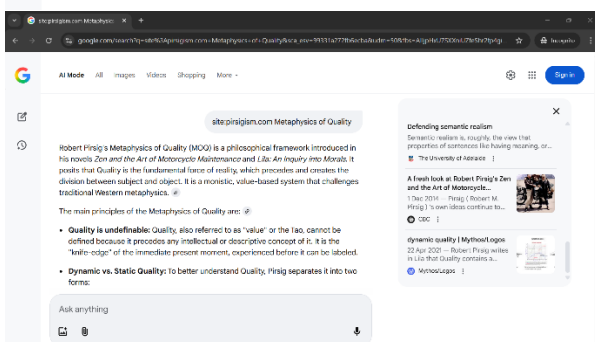 site:pirsigism.com Metaphysics
AI Mode All Images Videos Shopping More
Sign in
site:pirsigism.com Metaphysics of Quality
Robert Pirsig's Metaphysics of Quality (MOQ) is a philosophical framework introduced in
his novels Zen and the Art of Motorcycle Maintenance and Lila: An Inquiry into Morals. It
posits that Quality is the fundamental force of reality, which precedes and creates the
division between subject and object. It is a monistic, value-based system that challenges
traditional Western metaphysics.
The main principles of the Metaphysics of Quality are:
• Quality is undefinable: Quality, also referred to as "value" or the Tao, cannot be
defined because it precedes any intellectual or descriptive concept of it. It is the
"knife-edge" of the immediate present moment, experienced before it can be labeled.
• Dynamic vs. Static Quality: To better understand Quality, Pirsig separates it into two
forms:
Ask anything
Defending semantic realism
Semantic realism is, roughly, the view that
properties of sentences like having meaning, or...
The University of Adelaide
A fresh look at Robert Pirsig's Zen
and the Art of Motorcycle...
1 Dec 2014 — Pirsig ( Robert M.
Pirsig ) 's own ideas continue to...
CBC
dynamic quality | Mythos/Logos
22 Apr 2021 — Robert Pirsig writes
in Lila that Quality contains a...
Mythos/Logos
Incognito